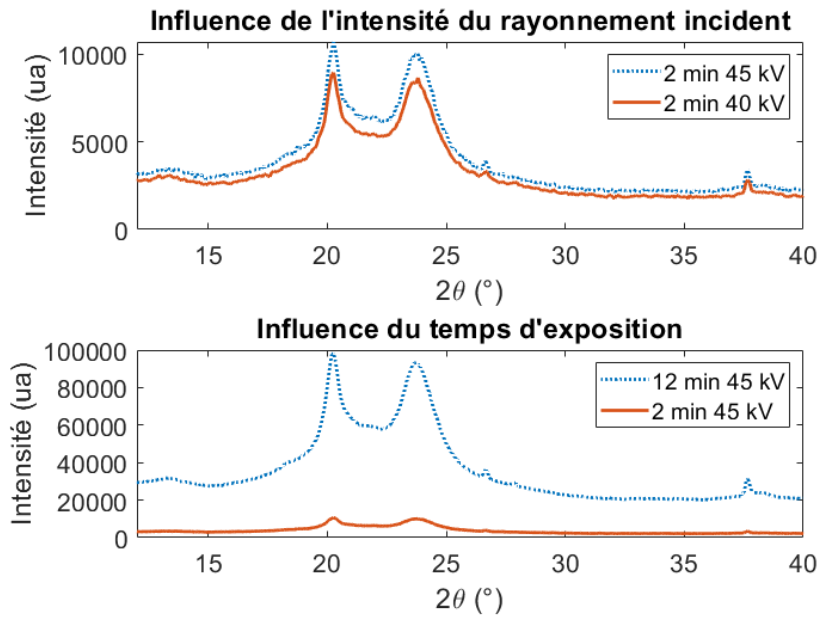 Influence de l'intensité du rayonnement incident
Intensité (ua)
10000
5000
0
2 min 45 kV
2 min 40 kV
15 20 25 30 35 40
2θ (°)
Influence du temps d'exposition
Intensité (ua)
100000
80000
60000
40000
20000
0
12 min 45 kV
2 min 45 kV
15 20 25 30 35 40
2θ (°)